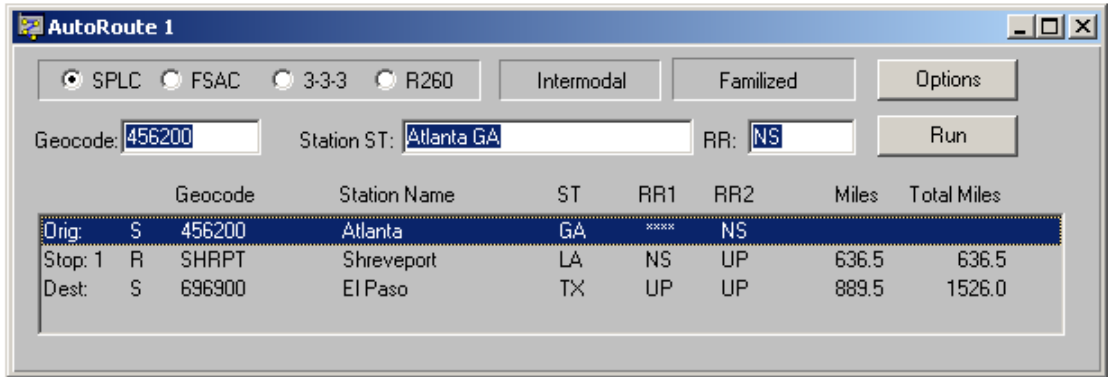 AutoRoute 1
SPLC FSAC 3-3-3 R260 Intermodal Familized Options
Geocode: 456200 Station ST: Atlanta GA RR: NS Run
Geocode Station Name ST RR1 RR2 Miles Total Miles
Orig: S 456200 Atlanta GA **** NS
Stop: 1 R SHRPT Shreveport LA NS UP 636.5 636.5
Dest: S 696900 El Paso TX UP UP 889.5 1526.0